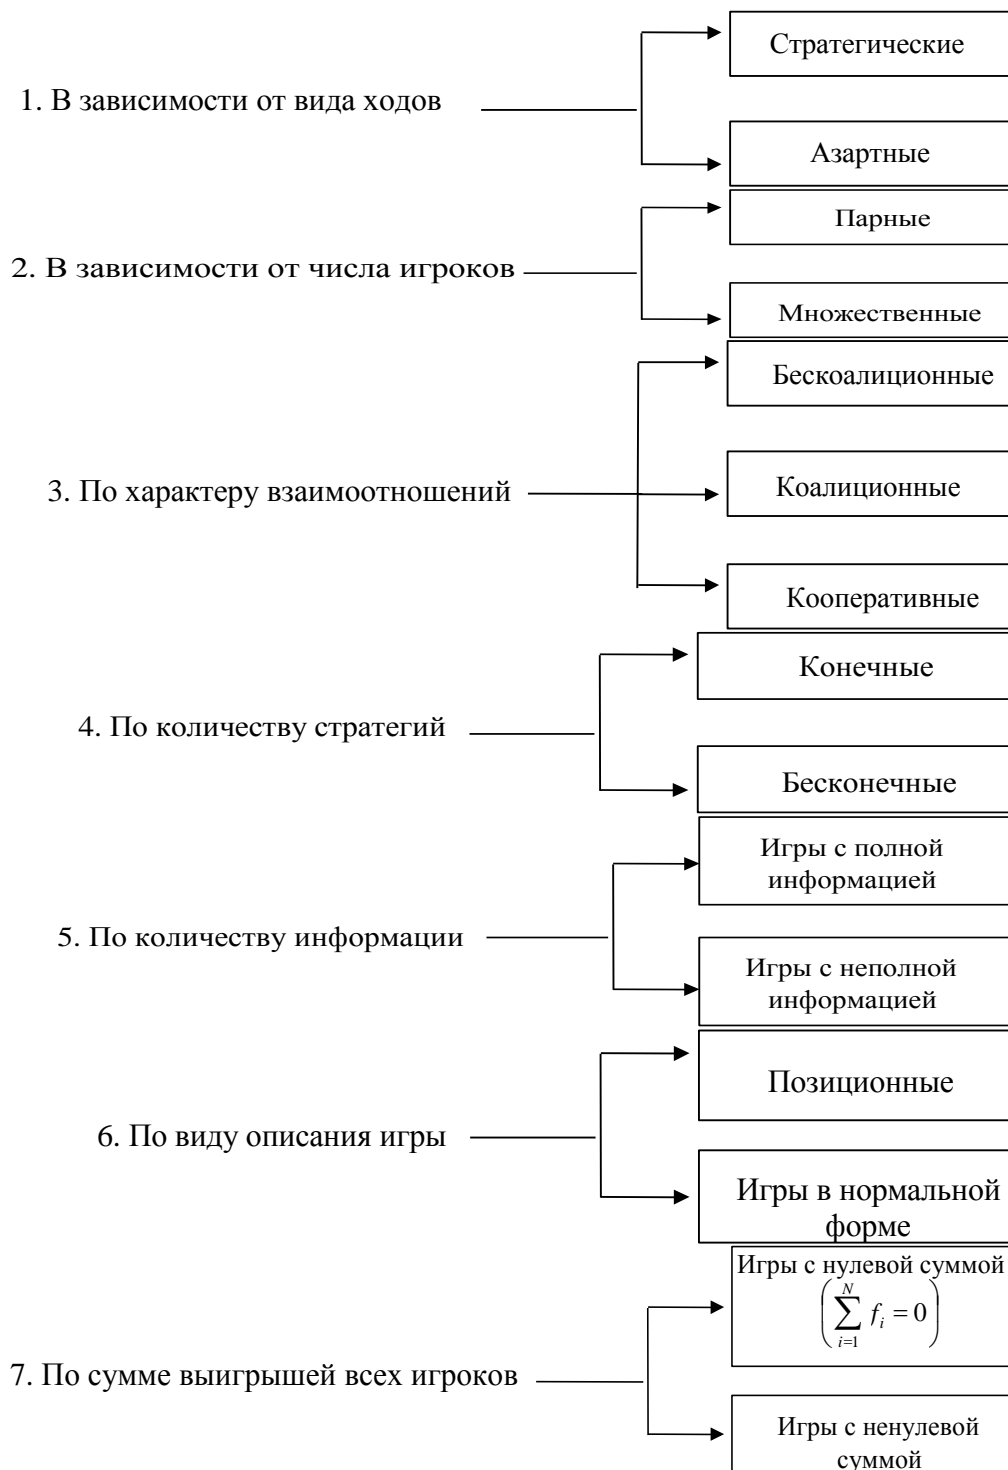 Стратегические
1. В зависимости от вида ходов
Азартные
Парные
2. В зависимости от числа игроков
Множественные
Бескоалиционные
3. По характеру взаимоотношений
Коалиционные
Кооперативные
Конечные
4. По количеству стратегий
Бесконечные
Игры с полной
информацией
5. По количеству информации
Игры с неполной
информацией
Позиционные
6. По виду описания игры
Игры в нормальной
форме
Игры с нулевой суммой
(∑_{i=1}^{N} f_i = 0)
7. По сумме выигрышей всех игроков
Игры с ненулевой
суммой